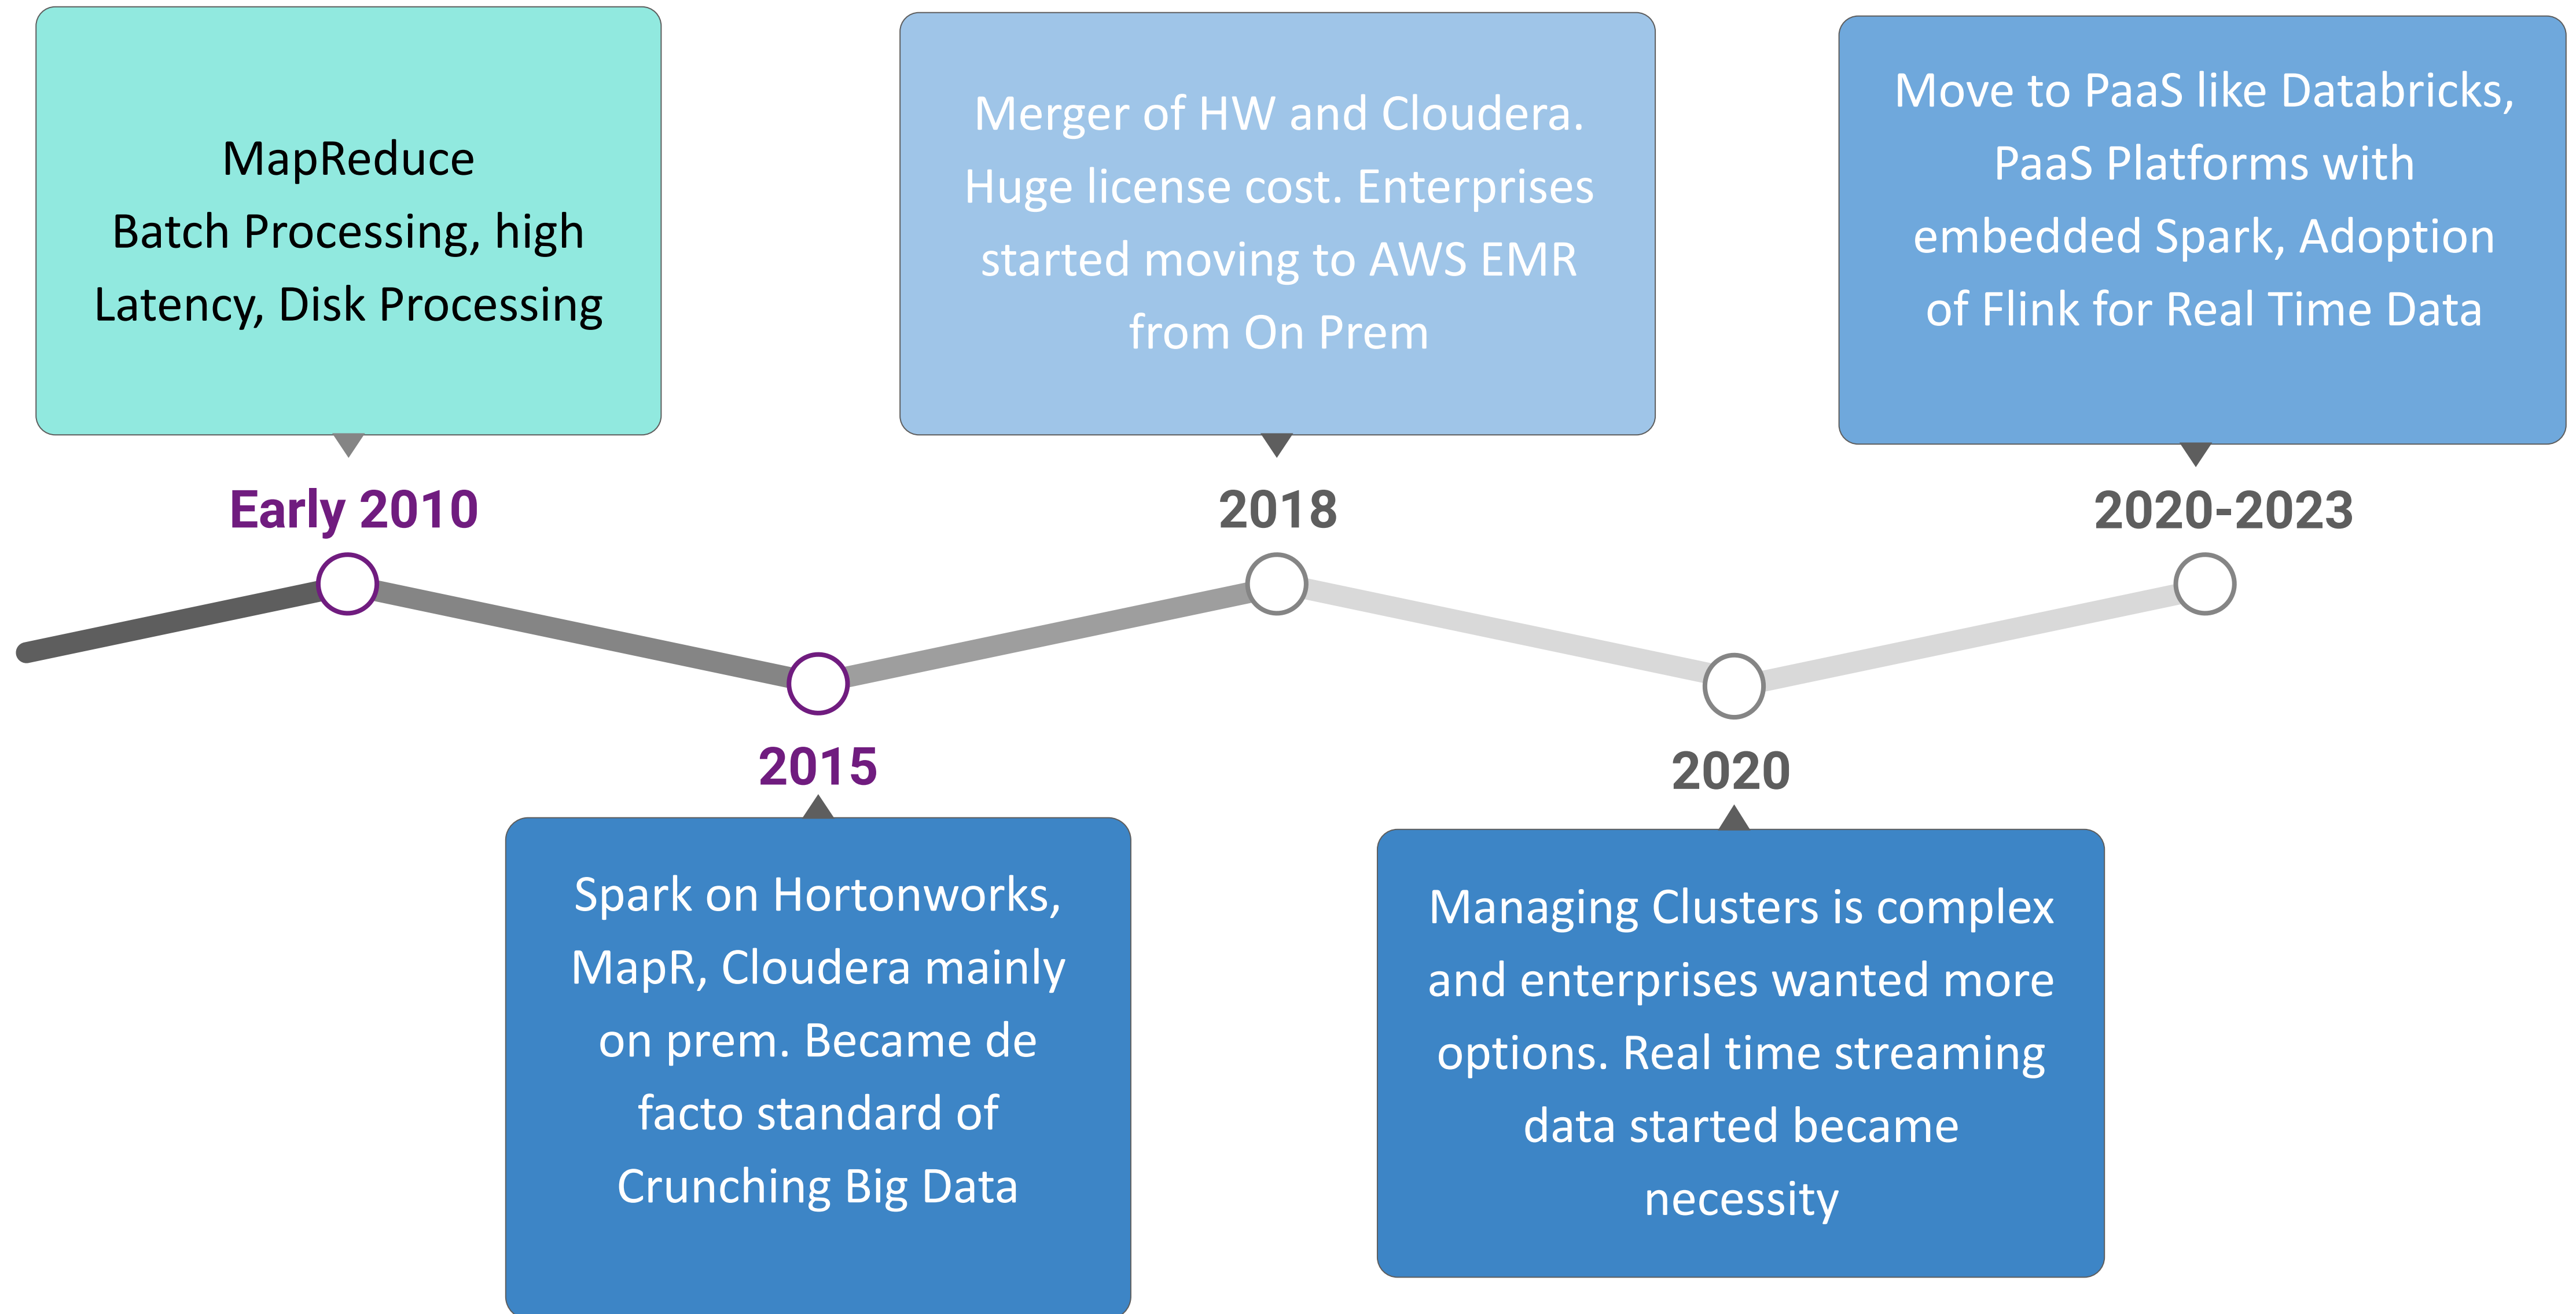 MapReduce
Batch Processing, high
Latency, Disk Processing
Early 2010
Spark on Hortonworks,
MapR, Cloudera mainly
on prem. Became de
facto standard of
Crunching Big Data
2015
Merger of HW and Cloudera.
Huge license cost. Enterprises
started moving to AWS EMR
from On Prem
2018
2020
Managing Clusters is complex
and enterprises wanted more
options. Real time streaming
data started became
necessity
Move to PaaS like Databricks,
PaaS Platforms with
embedded Spark, Adoption
of Flink for Real Time Data
2020-2023